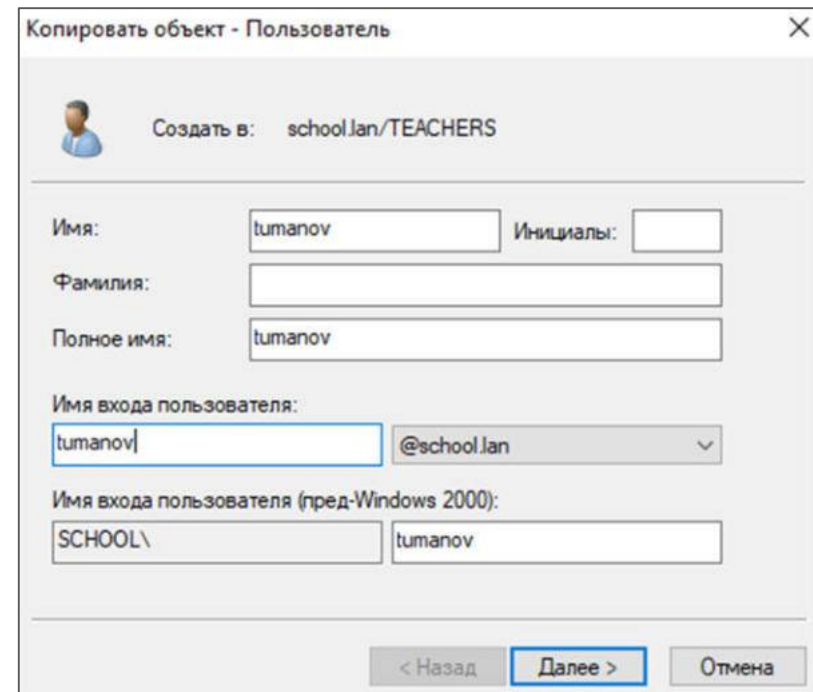 Копировать объект - Пользователь
Создать в: school.lan/TEACHERS
Имя: tumanov Инициалы:
Фамилия:
Полное имя: tumanov
Имя входа пользователя:
tumanov @school.lan
Имя входа пользователя (пред-Windows 2000):
SCHOOL\ tumanov
< Назад Далее > Отмена